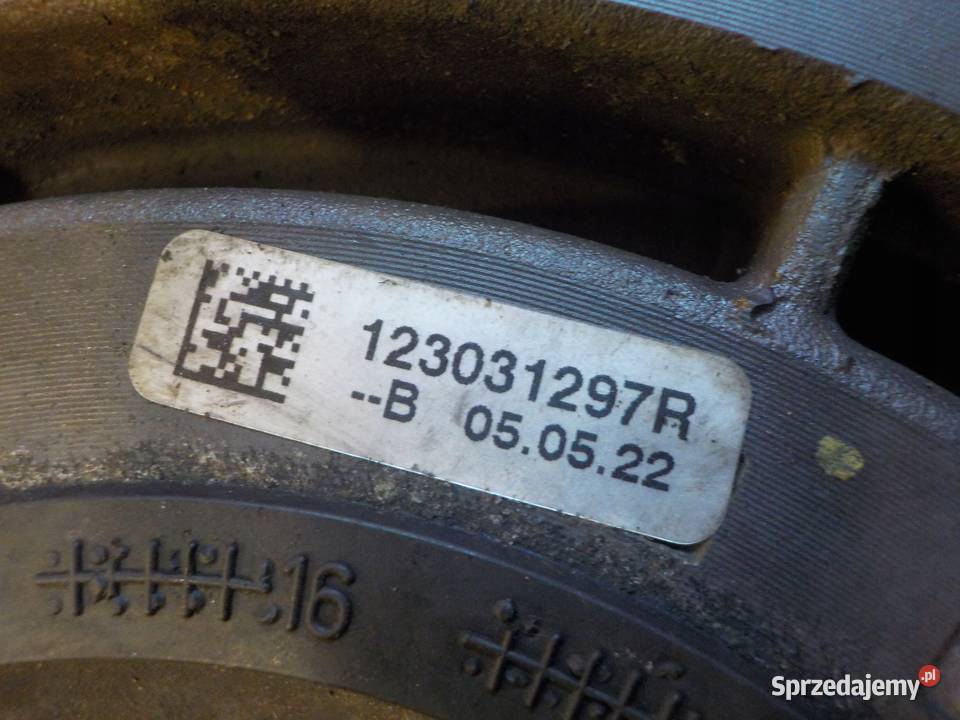 123031297R
--B 05.05.22
16
Sprzedajemy.pl